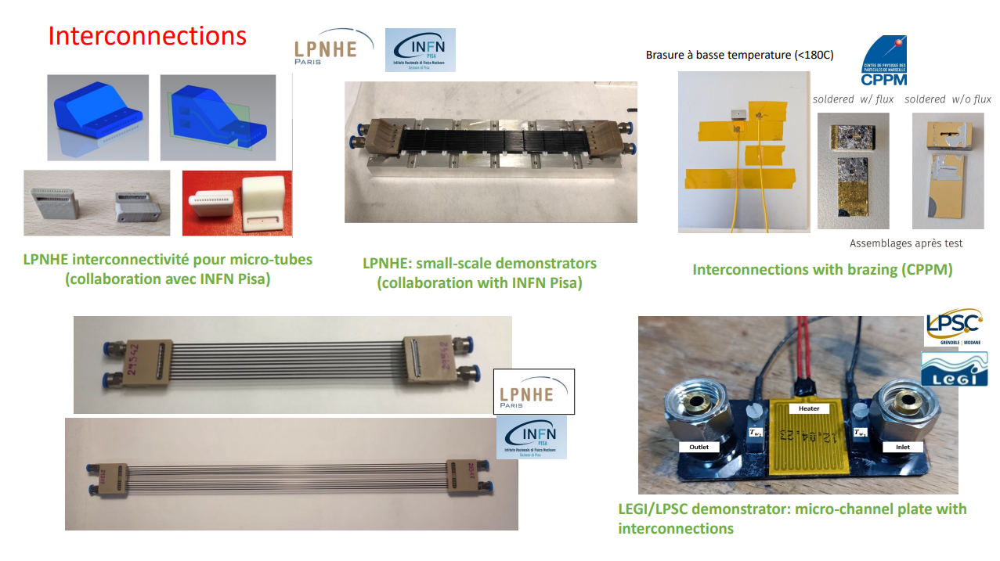 Interconnections
LPNHE
PARIS
INFN
PISA
Istituto Nazionale di Fisica Nucleare
Sezione di Pisa
Brasure à basse temperature (<180C)
CENTRE DE PHYSIQUE DES
PARTICULES DE MARSEILLE
CPPM
soldered w/ flux
soldered w/o flux
Assemblages après test
LPNHE interconnectivité pour micro-tubes
(collaboration avec INFN Pisa)
LPNHE: small-scale demonstrators
(collaboration with INFN Pisa)
Interconnections with brazing (CPPM)
29542
29542
LPNHE
PARIS
INFN
PISA
Istituto Nazionale di Fisica Nucleare
Sezione di Pisa
LPSC
GRENOBLE | MODANE
LEGI
Heater
Tw2
Tw1
12.04.23
Outlet
Inlet
LEGI/LPSC demonstrator: micro-channel plate with
interconnections